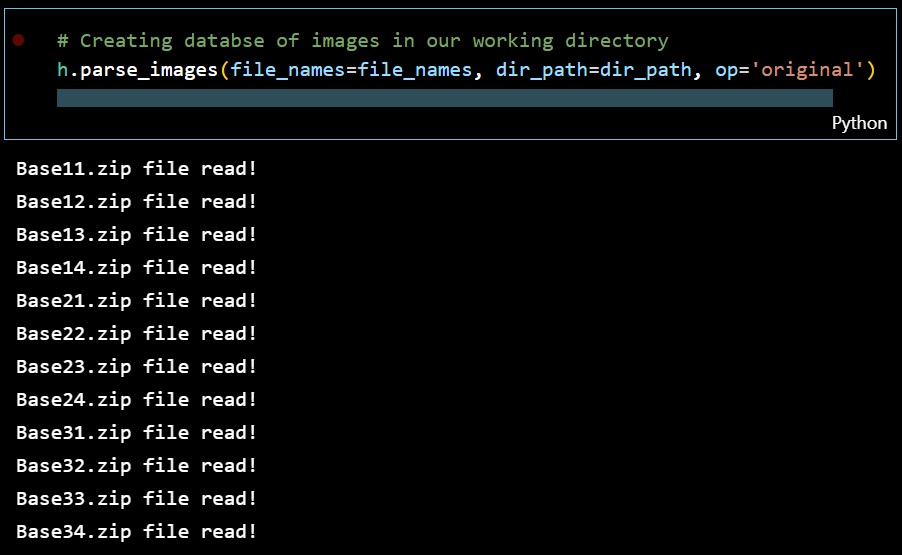 # Creating databse of images in our working directory
h.parse_images(file_names=file_names, dir_path=dir_path, op='original')
Python
Base11.zip file read!
Base12.zip file read!
Base13.zip file read!
Base14.zip file read!
Base21.zip file read!
Base22.zip file read!
Base23.zip file read!
Base24.zip file read!
Base31.zip file read!
Base32.zip file read!
Base33.zip file read!
Base34.zip file read!